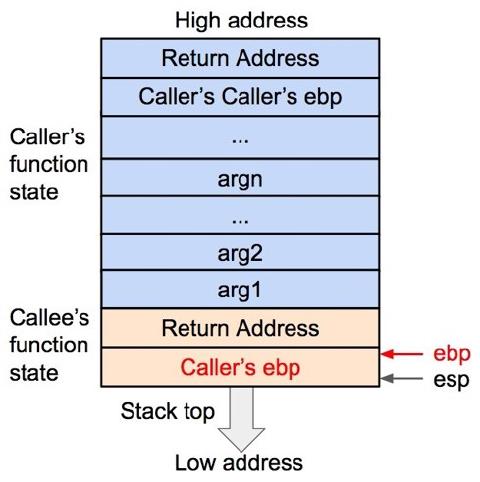 High address
Return Address
Caller's Caller's ebp
...
Caller's
function
state
argn
...
arg2
arg1
Callee's
function
state
Return Address
Caller's ebp
ebp
esp
Stack top
Low address